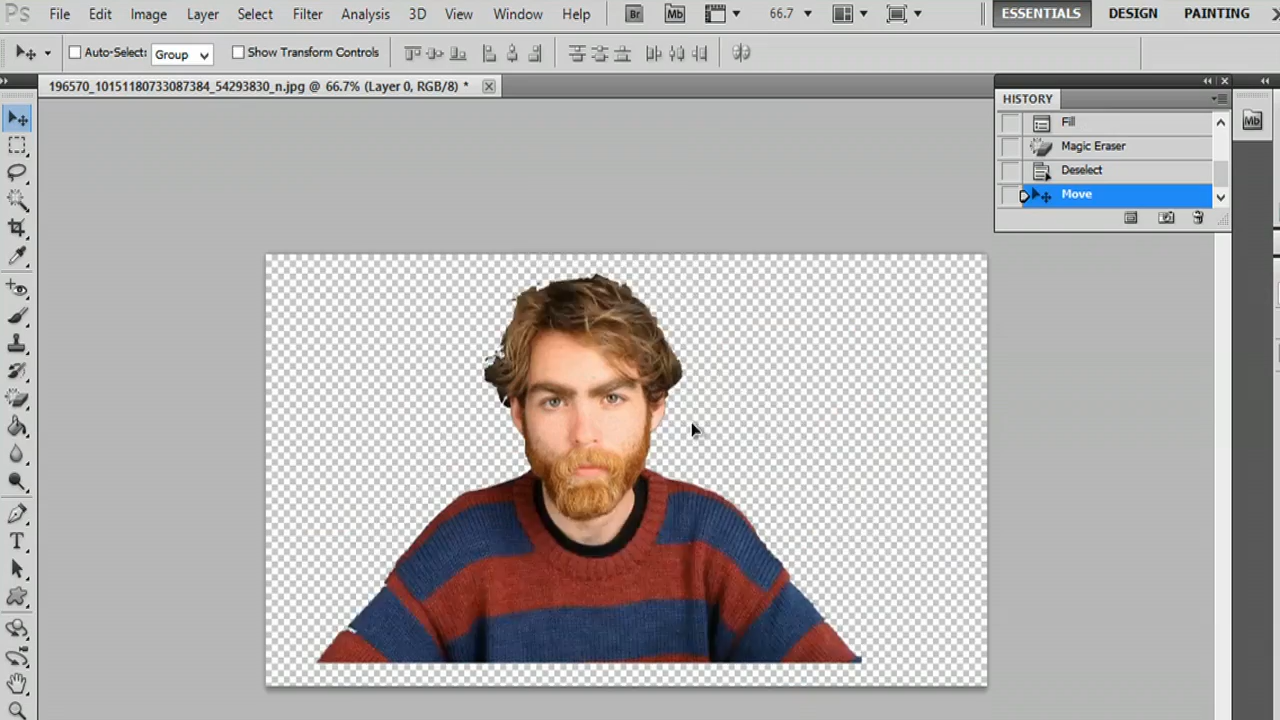 Ps File Edit Image Layer Select Filter Analysis 3D View Window Help Br Mb 66.7 ESSENTIALS DESIGN PAINTING
Auto-Select: Group Show Transform Controls
196570_10151180733087384_54293830_n.jpg @ 66.7% (Layer 0, RGB/8) *
HISTORY
Fill
Mb
Magic Eraser
Deselect
Move
T